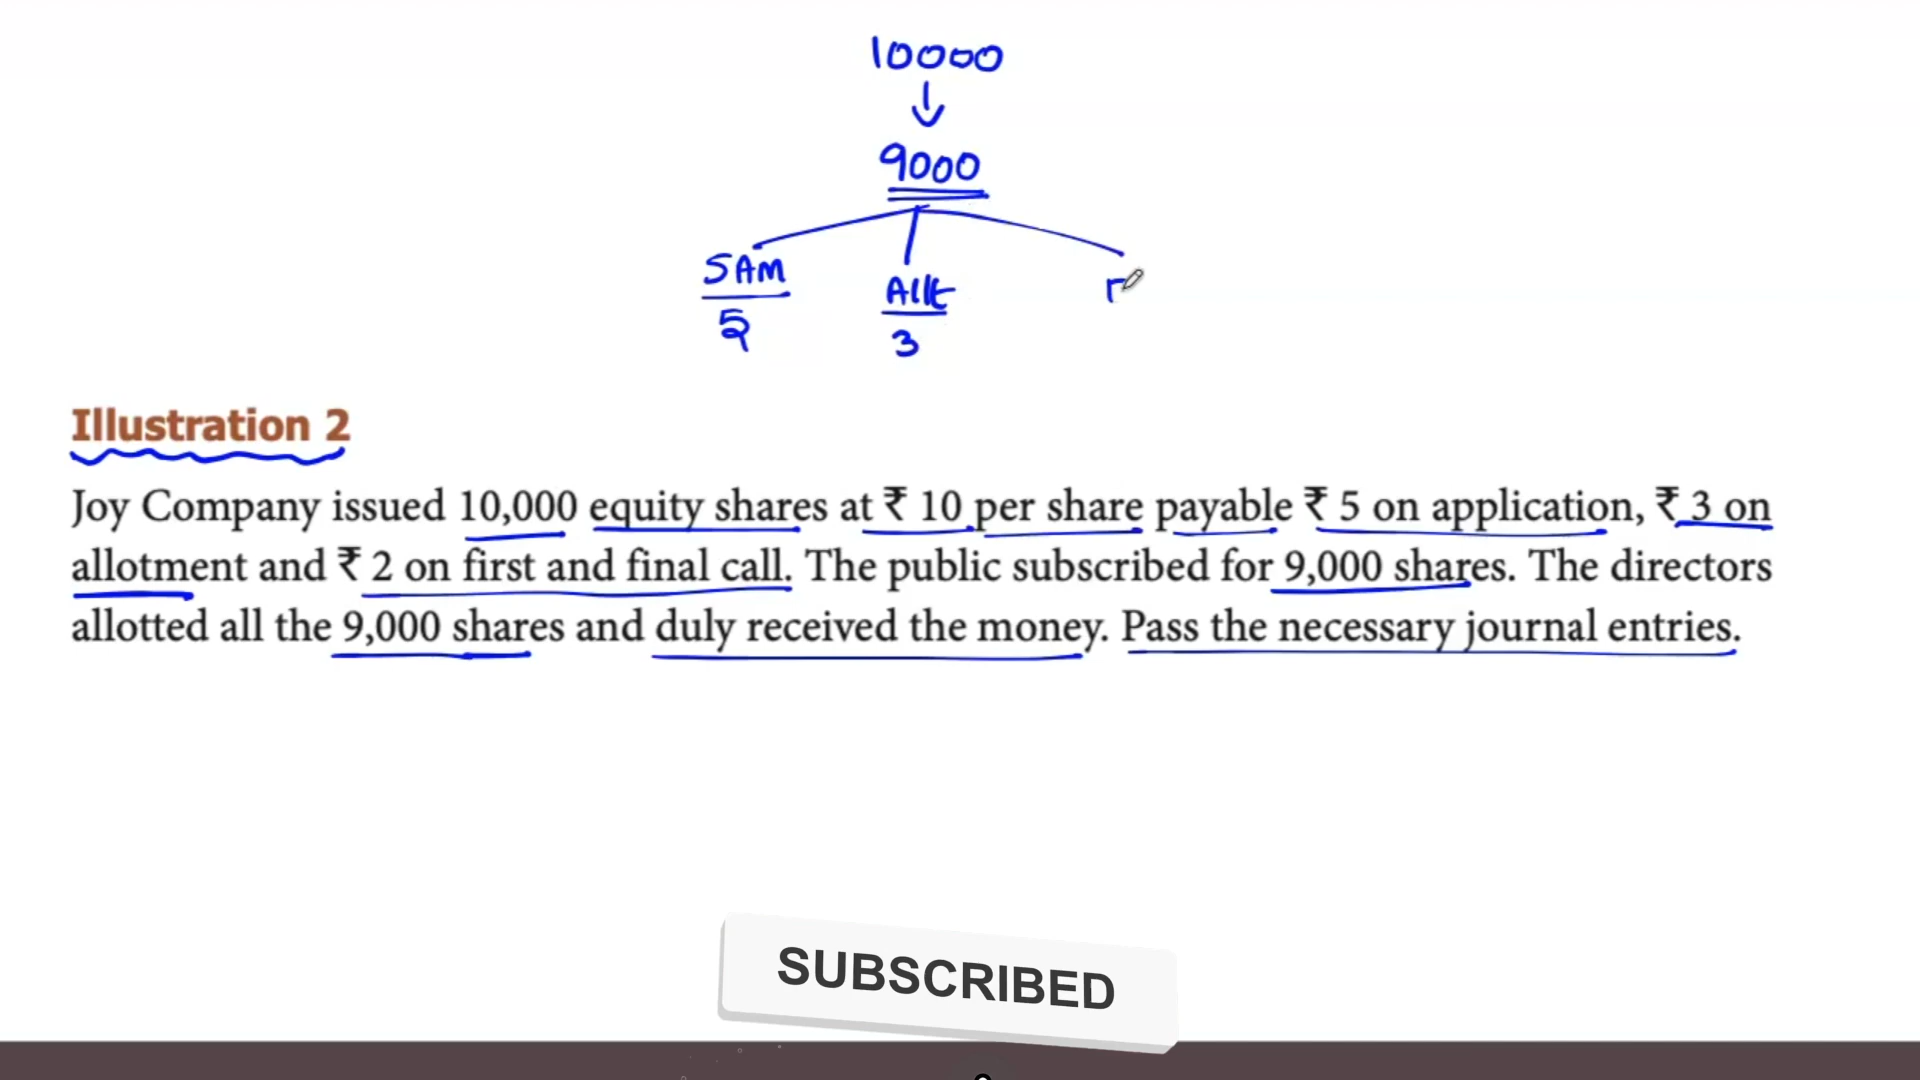 10000
9000
SAM
Allt
5
3
Illustration 2
Joy Company issued 10,000 equity shares at ₹ 10 per share payable ₹ 5 on application, ₹ 3 on
allotment and ₹ 2 on first and final call. The public subscribed for 9,000 shares. The directors
allotted all the 9,000 shares and duly received the money. Pass the necessary journal entries.
SUBSCRIBED